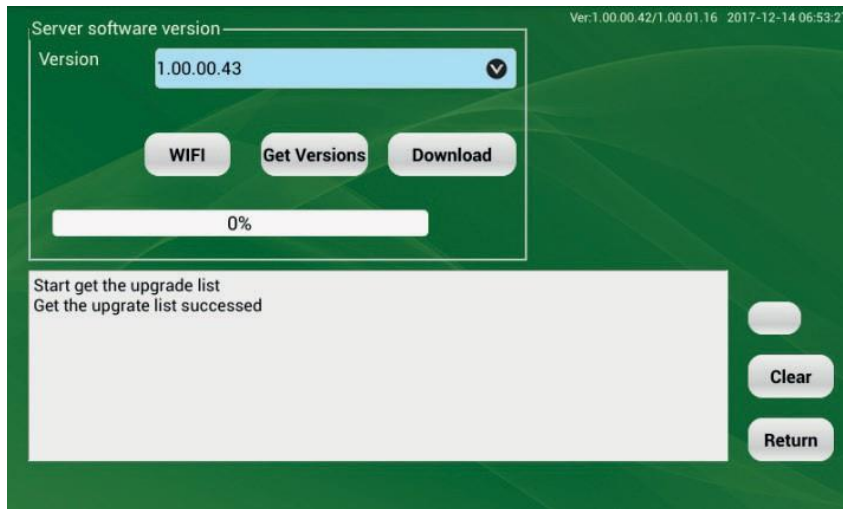 Ver:1.00.00.42/1.00.01.16 2017-12-14 06:53:2
Server software version
Version
1.00.00.43
WIFI
Get Versions
Download
0%
Start get the upgrade list
Get the upgrate list successed
Clear
Return